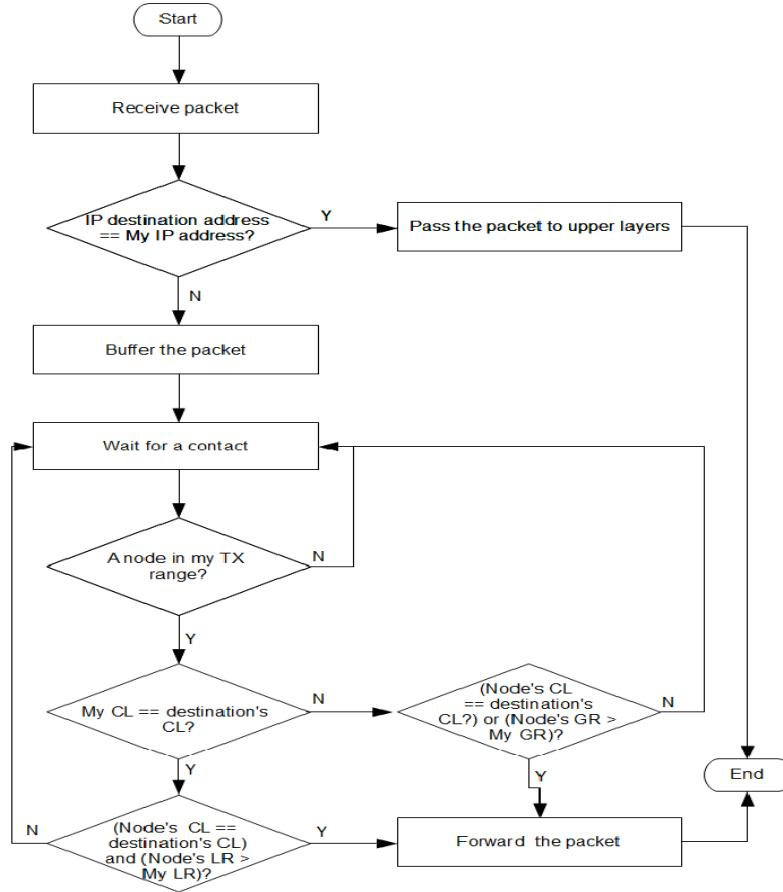 Start
Receive packet
IP destination address
== My IP address?
Y
Pass the packet to upper layers
N
Buffer the packet
Wait for a contact
A node in my TX
range?
N
Y
My CL == destination's
CL?
N
(Node's CL
== destination's
CL?) or (Node's GR >
My GR)?
N
Y
Y
End
N
(Node's CL ==
destination's CL)
and (Node's LR >
My LR)?
Y
Forward the packet